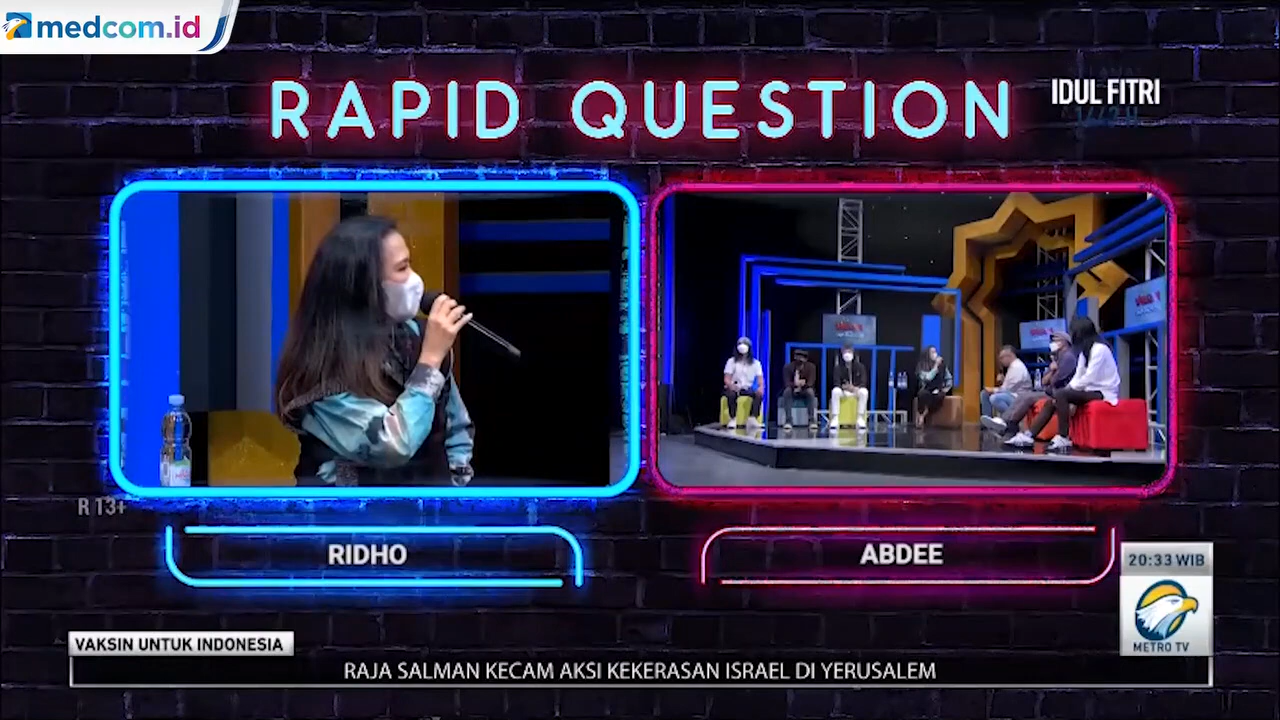 medcom.id
RAPID QUESTION
IDUL FITRI
1442 H
R 13+
RIDHO
ABDEE
20:33 WIB
METRO TV
VAKSIN UNTUK INDONESIA
RAJA SALMAN KECAM AKSI KEKERASAN ISRAEL DI YERUSALEM